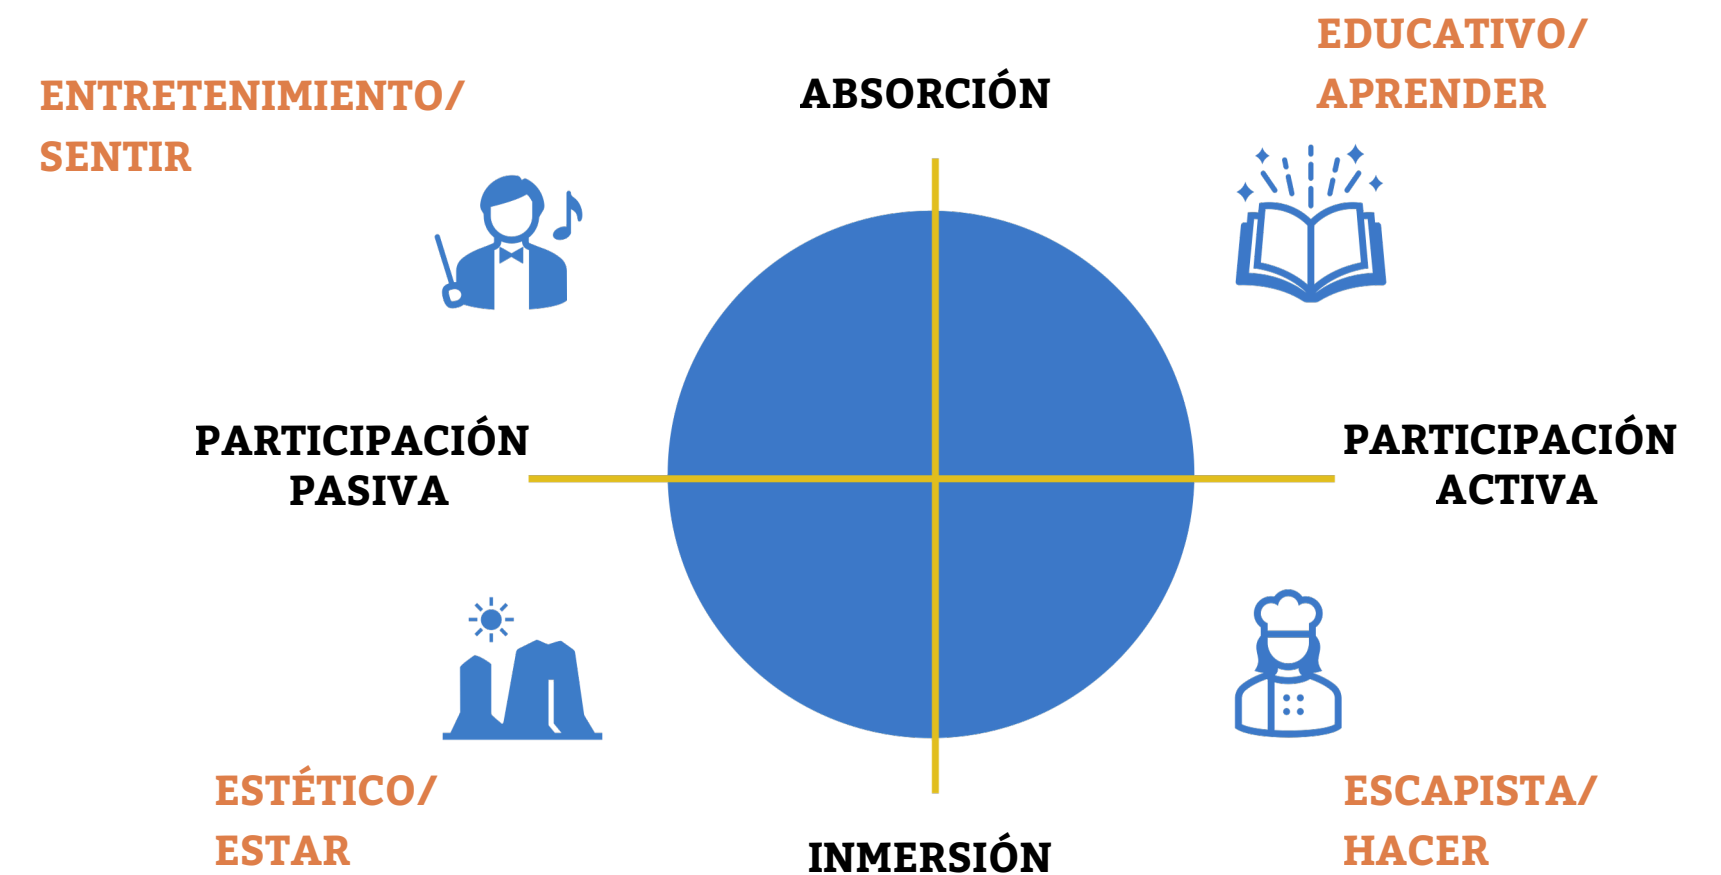 ENTRETENIMIENTO/
SENTIR
ABSORCIÓN
EDUCATIVO/
APRENDER
PARTICIPACIÓN
PASIVA
PARTICIPACIÓN
ACTIVA
ESTÉTICO/
ESTAR
INMERSIÓN
ESCAPISTA/
HACER